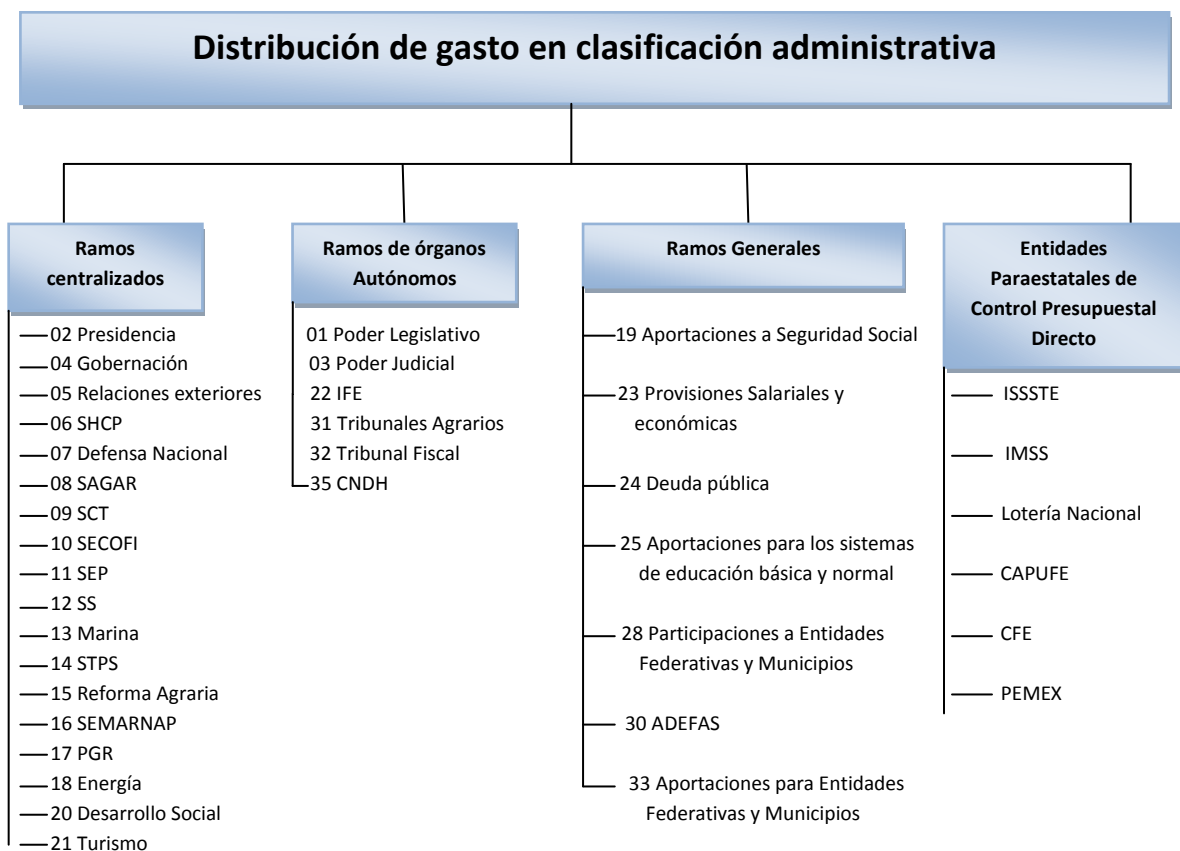 Distribución de gasto en clasificación administrativa
Ramos
centralizados
02 Presidencia
04 Gobernación
05 Relaciones exteriores
06 SHCP
07 Defensa Nacional
08 SAGAR
09 SCT
10 SECOFI
11 SEP
12 SS
13 Marina
14 STPS
15 Reforma Agraria
16 SEMARNAP
17 PGR
18 Energía
20 Desarrollo Social
21 Turismo
Ramos de órganos
Autónomos
01 Poder Legislativo
03 Poder Judicial
22 IFE
31 Tribunales Agrarios
32 Tribunal Fiscal
35 CNDH
Ramos Generales
19 Aportaciones a Seguridad Social
23 Provisiones Salariales y
económicas
24 Deuda pública
25 Aportaciones para los sistemas
de educación básica y normal
28 Participaciones a Entidades
Federativas y Municipios
30 ADEFAS
33 Aportaciones para Entidades
Federativas y Municipios
Entidades
Paraestatales de
Control Presupuestal
Directo
ISSSTE
IMSS
Lotería Nacional
CAPUFE
CFE
PEMEX